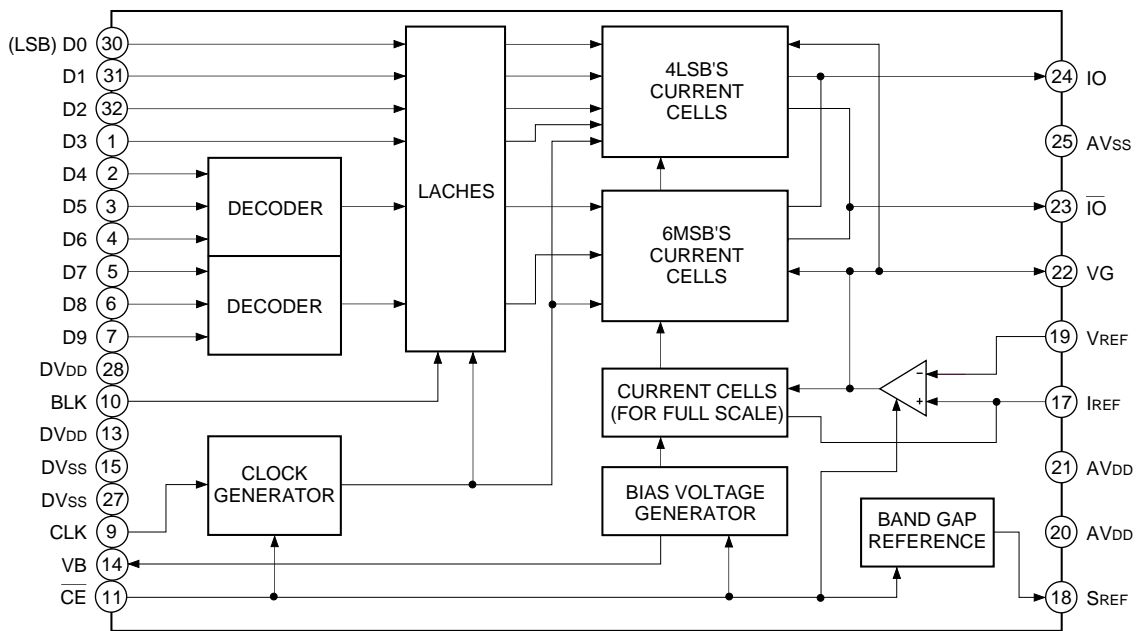 (LSB) D0 30
D1 31
D2 32
D3 1
D4 2
D5 3
D6 4
D7 5
D8 6
D9 7
DVDD 28
BLK 10
DVDD 13
DVSS 15
DVSS 27
CLK 9
VB 14
CE 11
DECODER
DECODER
CLOCK
GENERATOR
LACHES
4LSB'S
CURRENT
CELLS
6MSB'S
CURRENT
CELLS
CURRENT CELLS
(FOR FULL SCALE)
BIAS VOLTAGE
GENERATOR
−
+
BAND GAP
REFERENCE
24 IO
25 AVSS
23 IO
22 VG
19 VREF
17 IREF
21 AVDD
20 AVDD
18 SREF